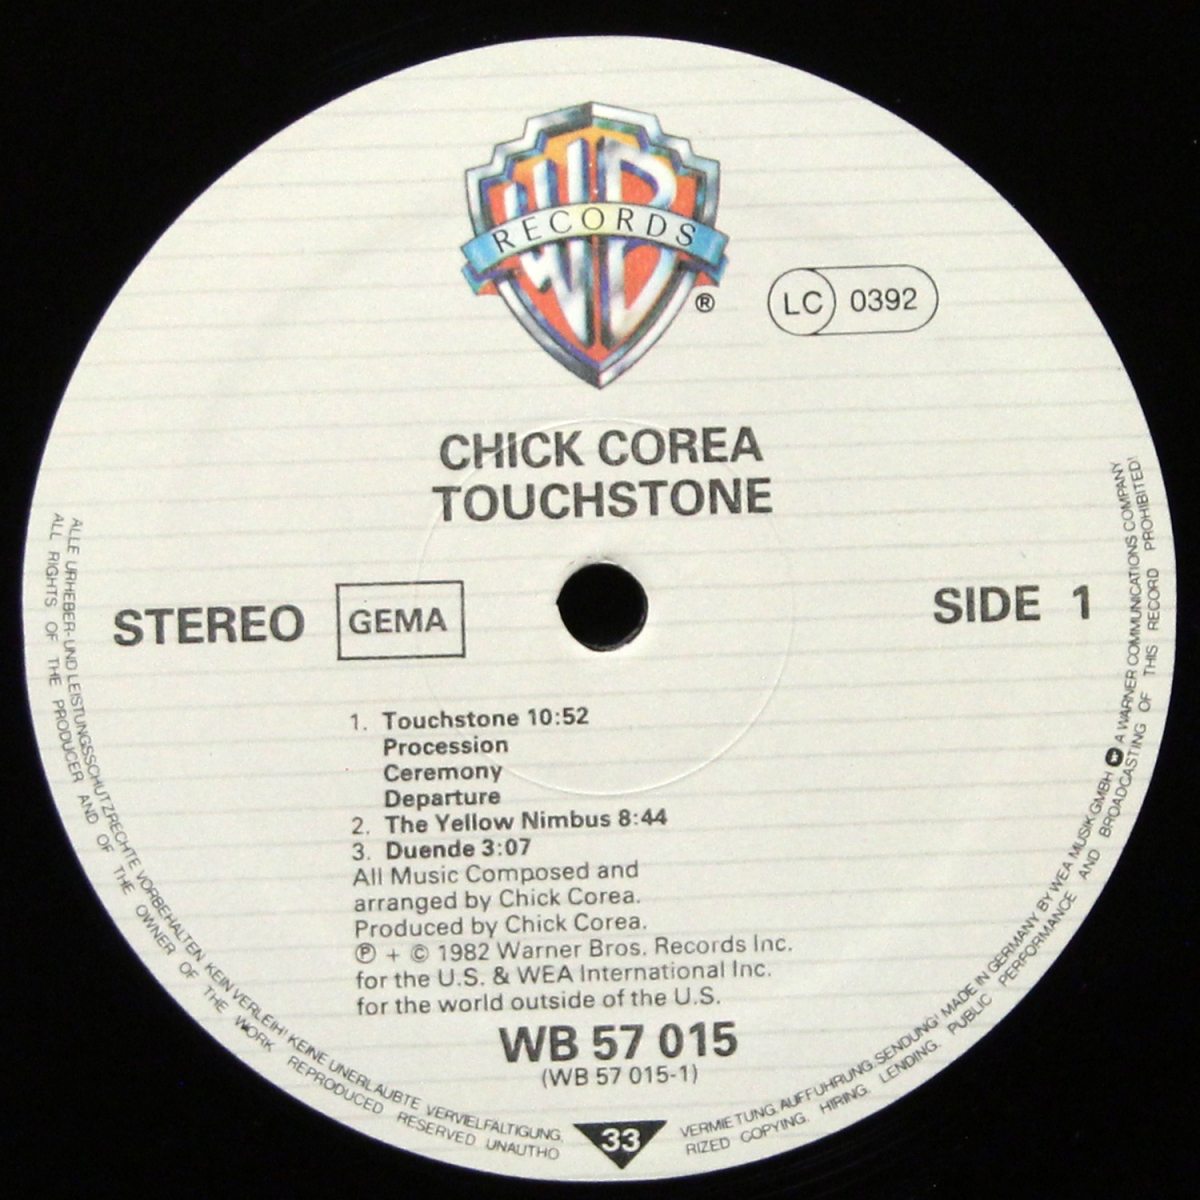 WB
RECORDS
®
LC 0392
CHICK COREA
TOUCHSTONE
STEREO
GEMA
SIDE 1
1. Touchstone 10:52
Procession
Ceremony
Departure
2. The Yellow Nimbus 8:44
3. Duende 3:07
All Music Composed and
arranged by Chick Corea.
Produced by Chick Corea.
℗ + © 1982 Warner Bros. Records Inc.
for the U.S. & WEA International Inc.
for the world outside of the U.S.
WB 57 015
(WB 57 015-1)
33
ALLE URHEBER- UND LEISTUNGSSCHUTZRECHTE VORBEHALTEN KEIN VERLEIH! KEINE UNERLAUBTE VERVIELFÄLTIGUNG, VERMIETUNG, AUFFÜHRUNG, SENDUNG! MADE IN GERMANY BY WEA MUSIK GMBH A WARNER COMMUNICATIONS COMPANY
ALL RIGHTS OF THE PRODUCER AND OF THE OWNER OF THE WORK REPRODUCED RESERVED UNAUTHORIZED COPYING, HIRING, LENDING, PUBLIC PERFORMANCE AND BROADCASTING OF THIS RECORD PROHIBITED!